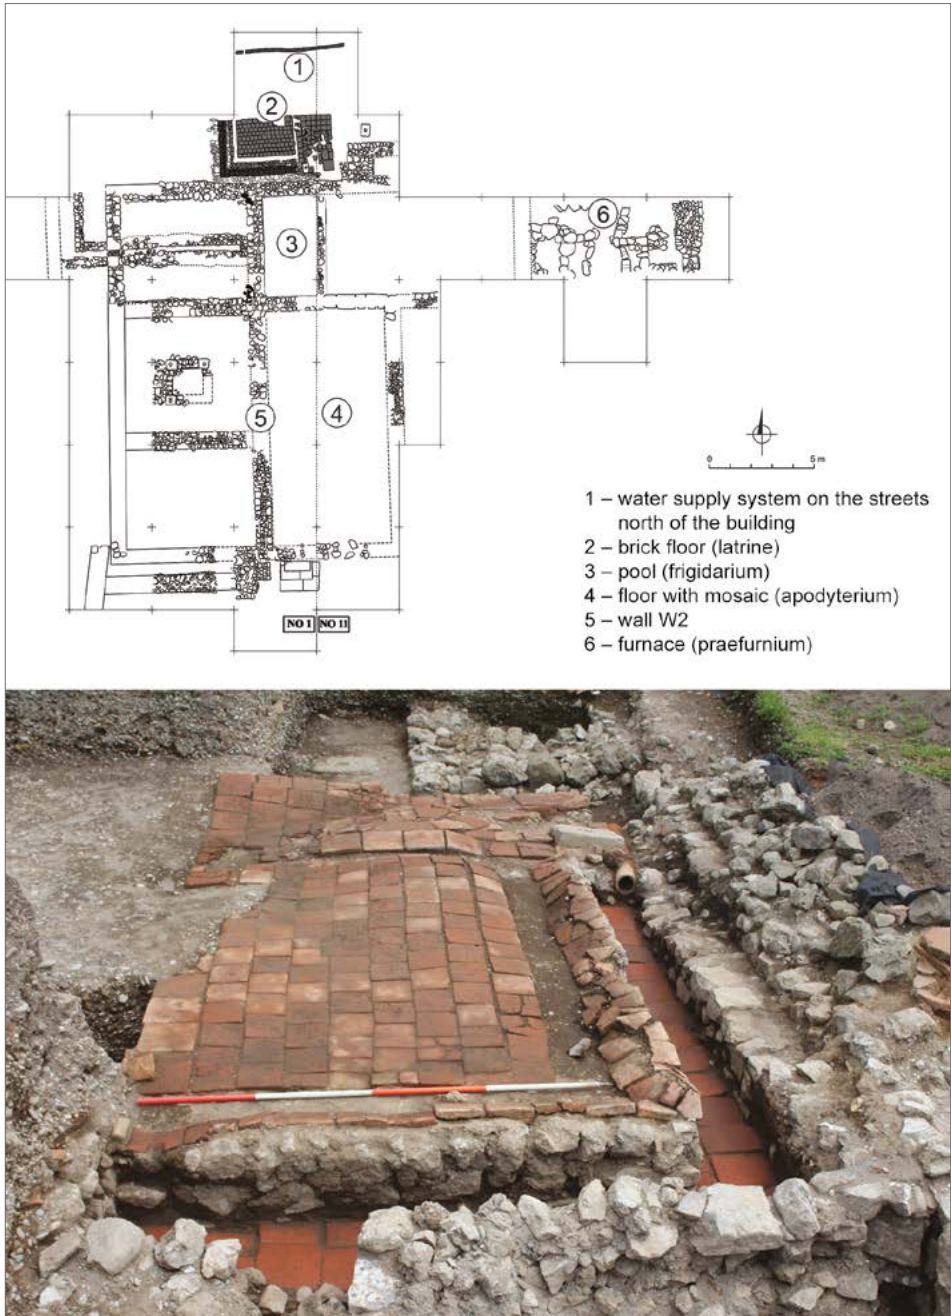 1
2
3
6
5
4
0 5 m
1 – water supply system on the streets
north of the building
2 – brick floor (latrine)
3 – pool (frigidarium)
4 – floor with mosaic (apodyterium)
5 – wall W2
6 – furnace (praefurnium)
NO 1 NO 11